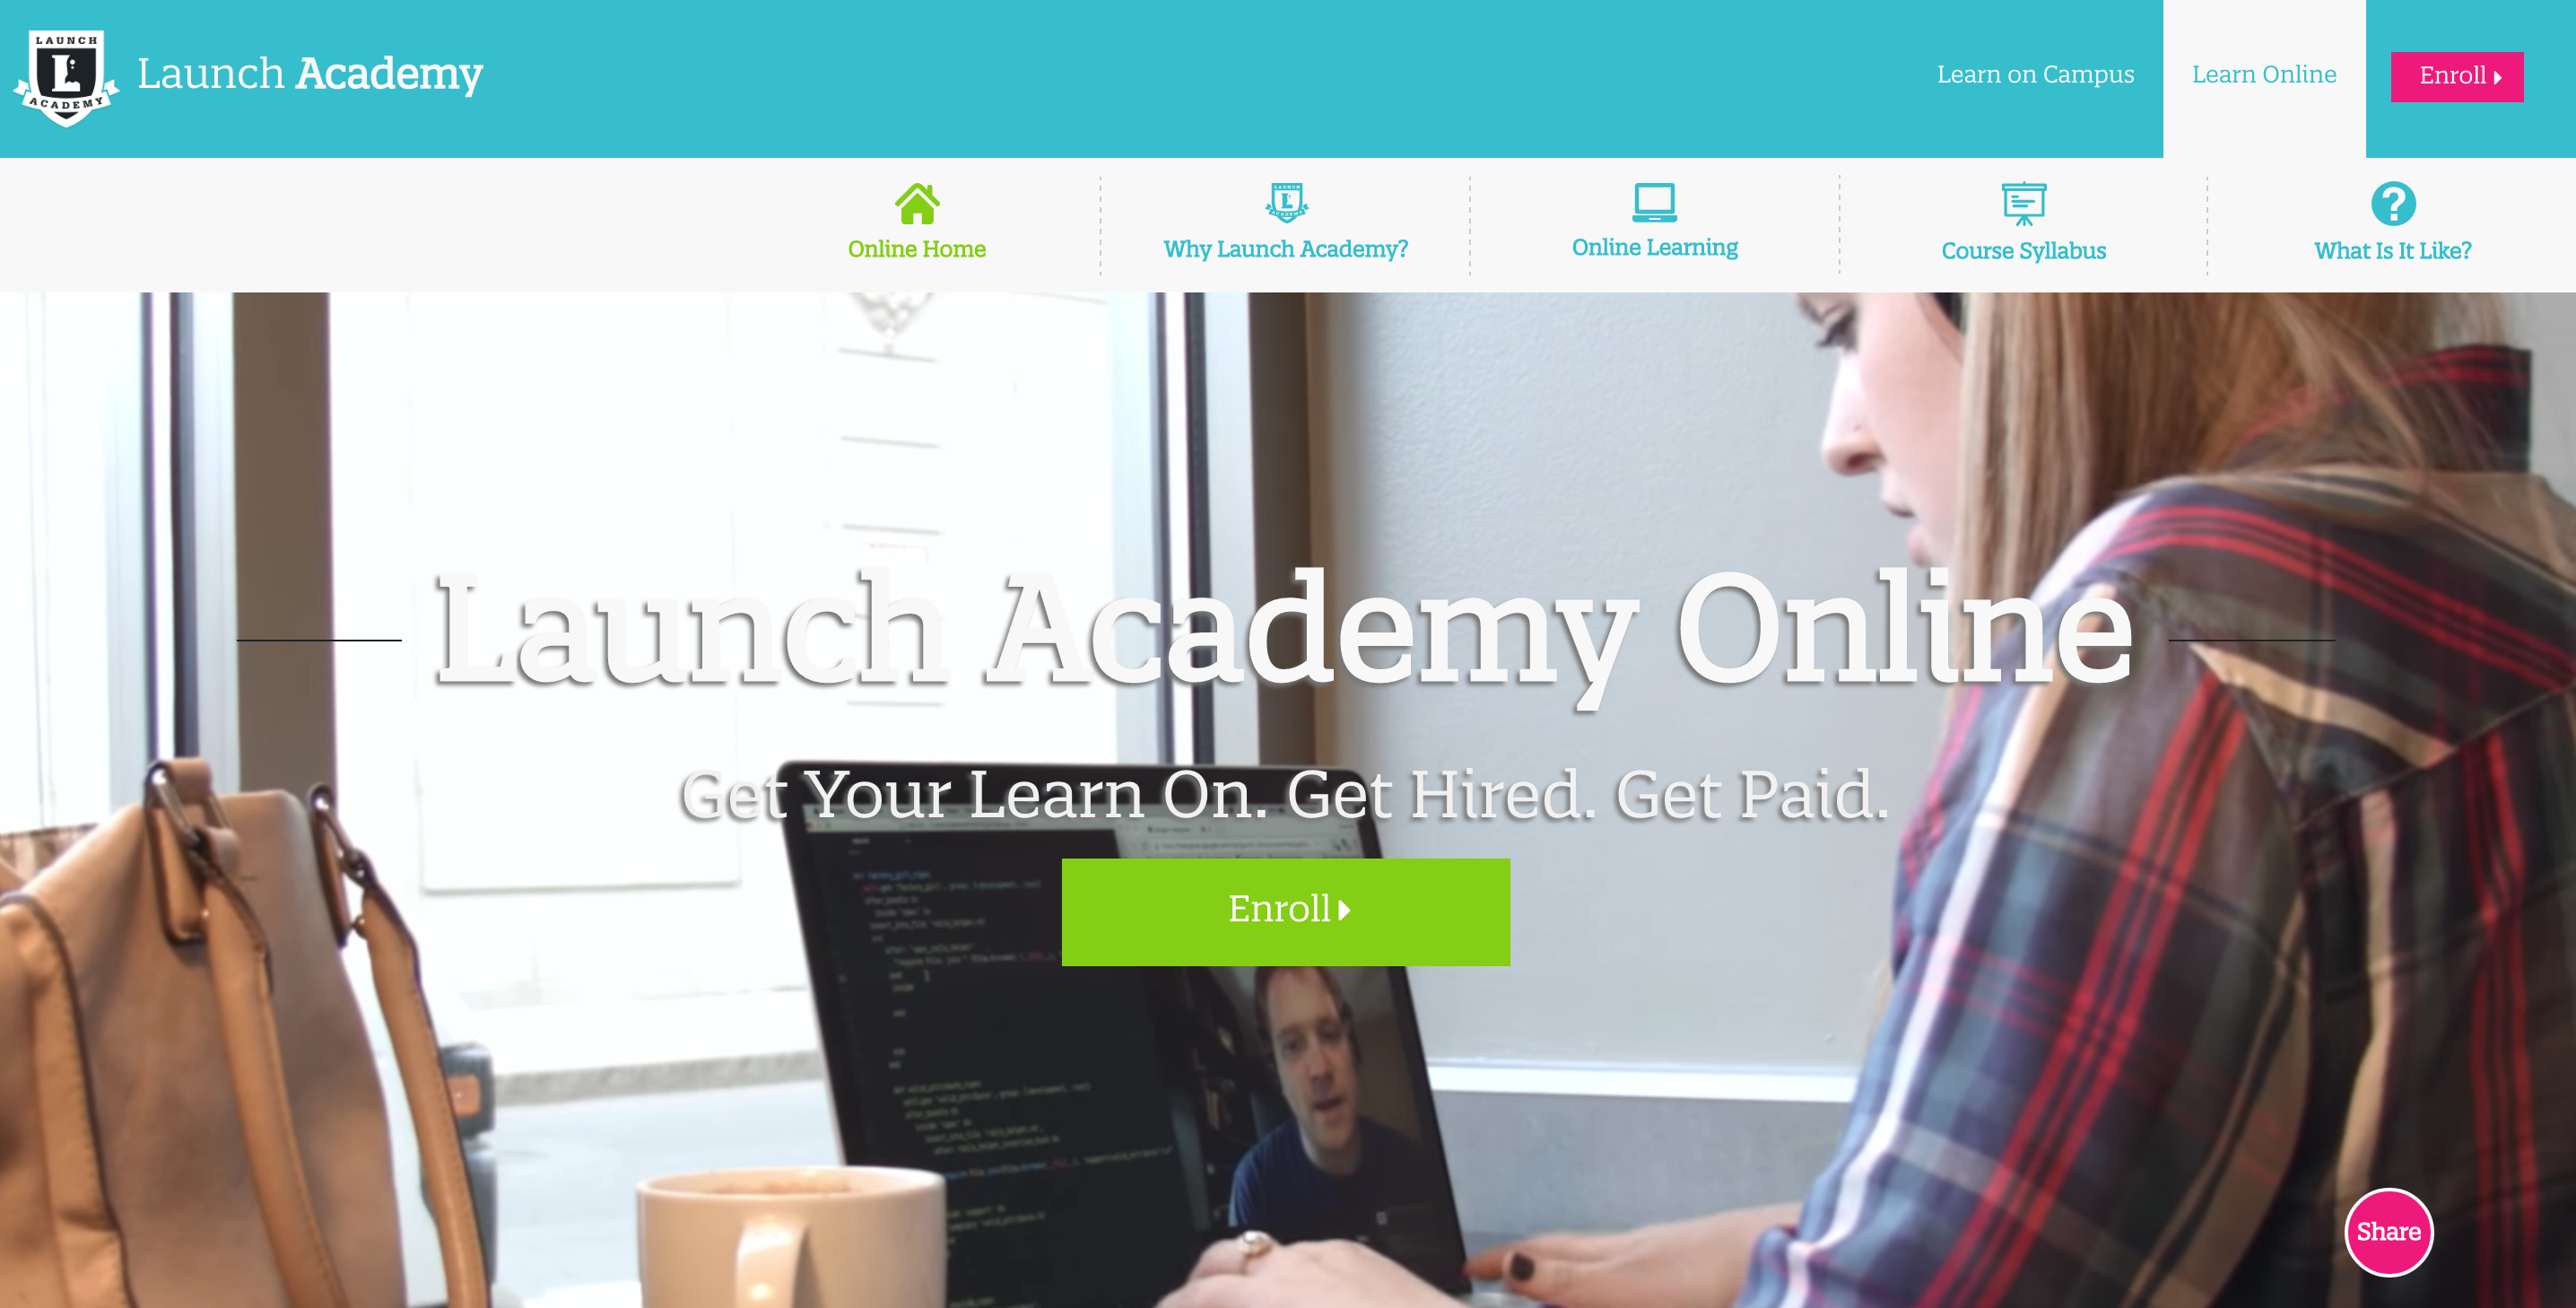 LAUNCH
L
ACADEMY
Launch Academy
Learn on Campus
Learn Online
Enroll
Online Home
LAUNCH
L
ACADEMY
Why Launch Academy?
Online Learning
Course Syllabus
?
What Is It Like?
Launch Academy Online
Get Your Learn On. Get Hired. Get Paid.
Enroll
Share